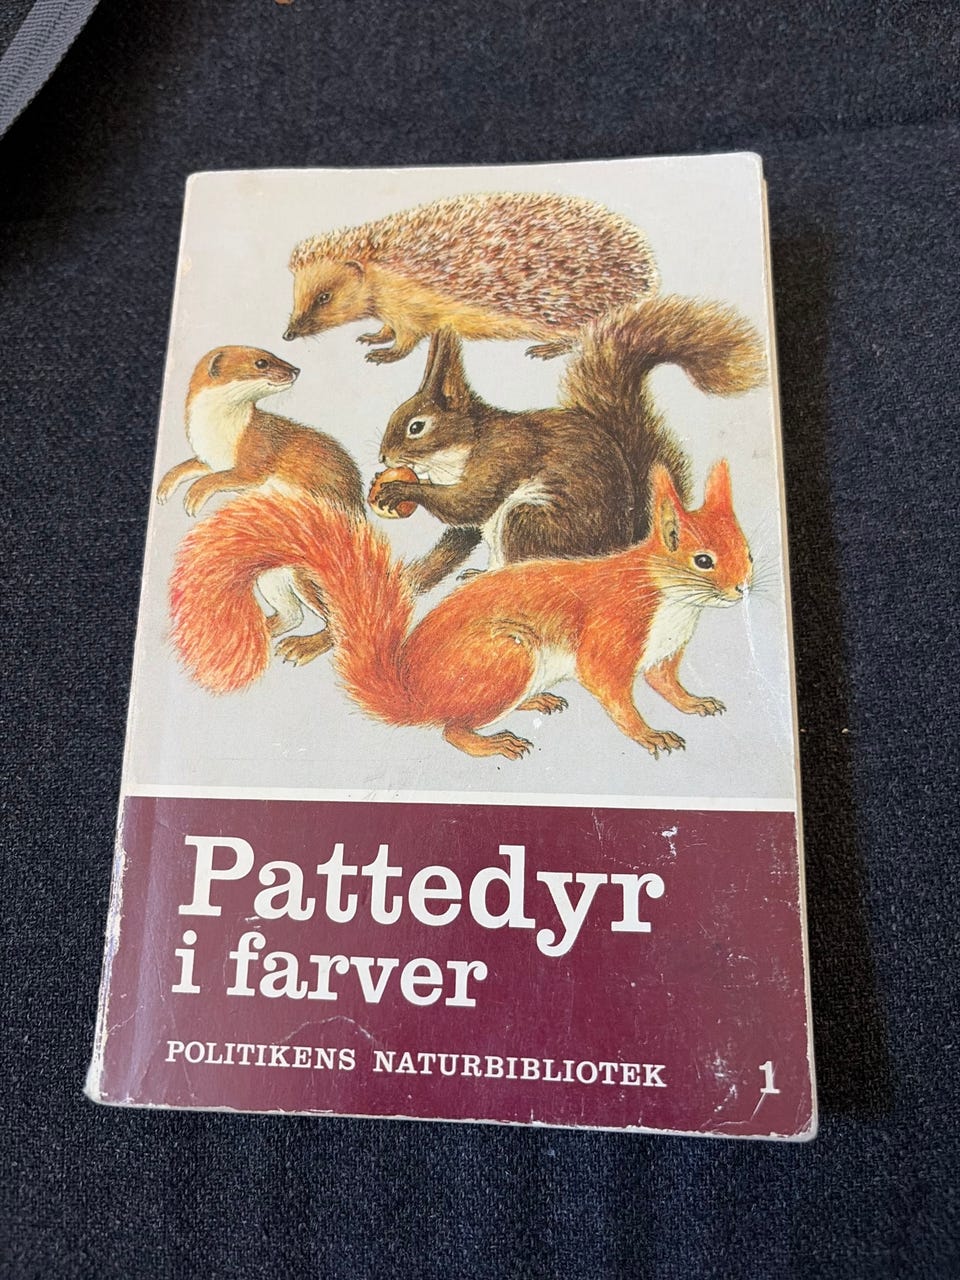 Pattedyr
i farver
POLITIKENS NATURBIBLIOTEK 1